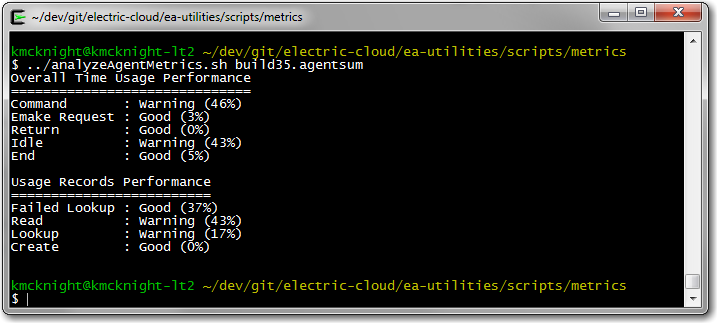 ~/dev/git/electric-cloud/ea-utilities/scripts/metrics
kmcknight@kmcknight-lt2 ~/dev/git/electric-cloud/ea-utilities/scripts/metrics
$ ../analyzeAgentMetrics.sh build35.agentsum
Overall Time Usage Performance
==============================
Command       : Warning (46%)
Emake Request : Good (3%)
Return        : Good (0%)
Idle          : Warning (43%)
End           : Good (5%)

Usage Records Performance
=========================
Failed Lookup : Good (37%)
Read          : Warning (43%)
Lookup        : Warning (17%)
Create        : Good (0%)

kmcknight@kmcknight-lt2 ~/dev/git/electric-cloud/ea-utilities/scripts/metrics
$